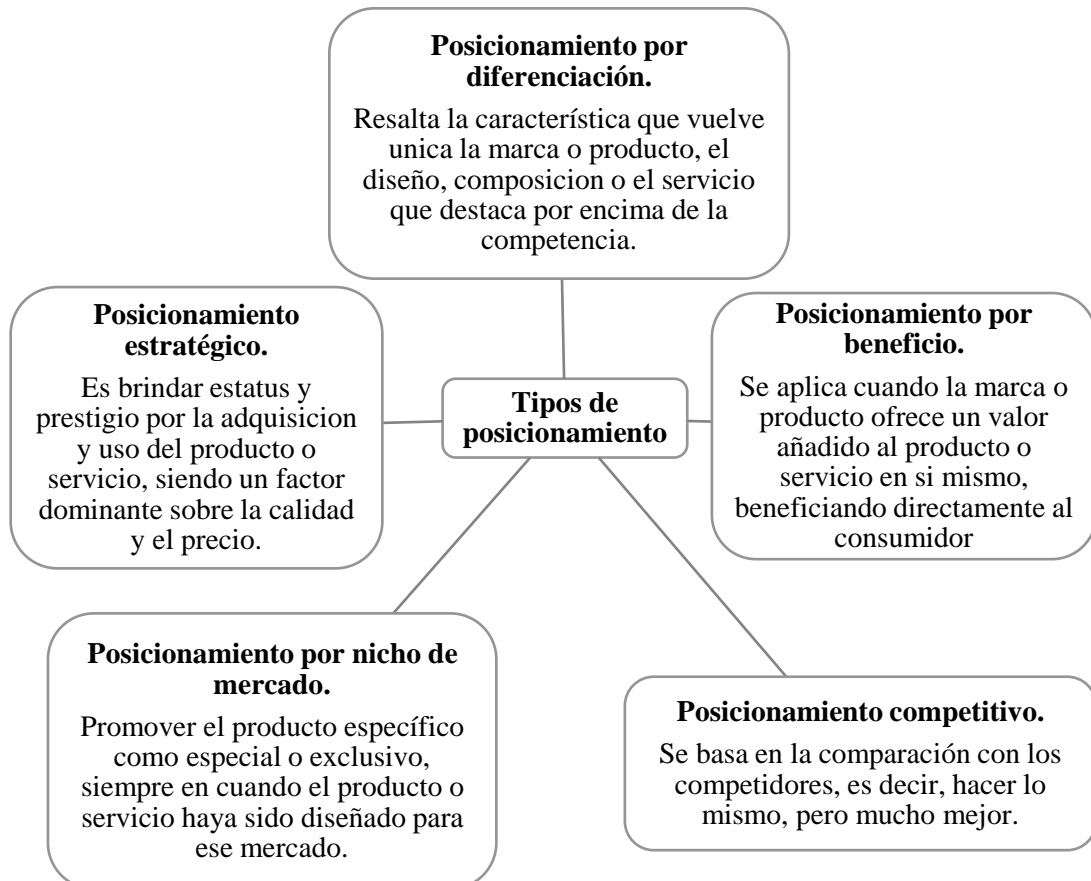 Posicionamiento por
diferenciación.
Resalta la característica que vuelve
unica la marca o producto, el
diseño, composicion o el servicio
que destaca por encima de la
competencia.
Posicionamiento
estratégico.
Es brindar estatus y
prestigio por la adquisicion
y uso del producto o
servicio, siendo un factor
dominante sobre la calidad
y el precio.
Tipos de
posicionamiento
Posicionamiento por
beneficio.
Se aplica cuando la marca o
producto ofrece un valor
añadido al producto o
servicio en si mismo,
beneficiando directamente al
consumidor
Posicionamiento por nicho de
mercado.
Promover el producto específico
como especial o exclusivo,
siempre en cuando el producto o
servicio haya sido diseñado para
ese mercado.
Posicionamiento competitivo.
Se basa en la comparación con los
competidores, es decir, hacer lo
mismo, pero mucho mejor.